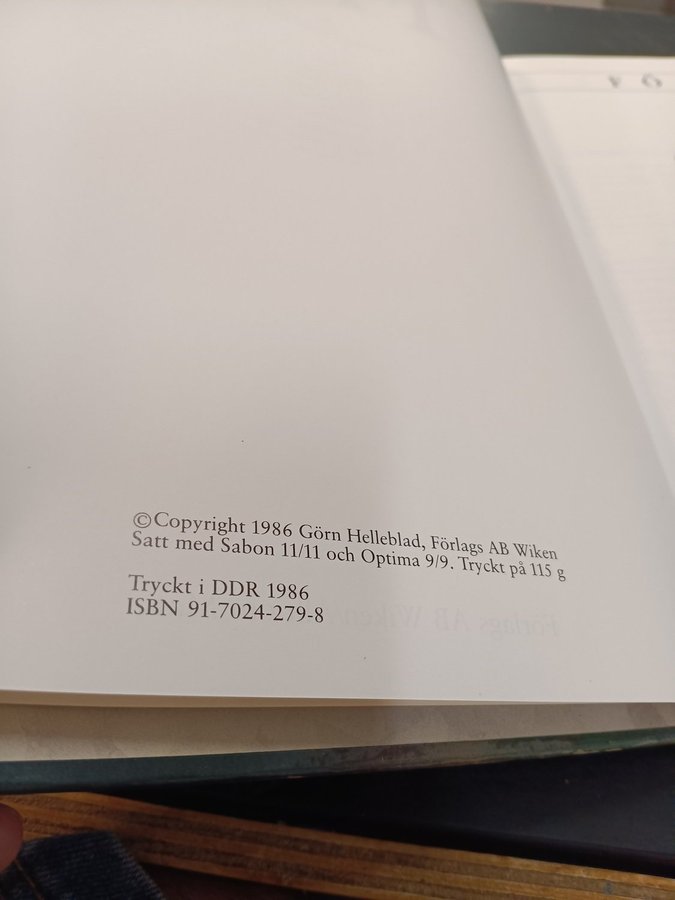 ©Copyright 1986 Görn Helleblad, Förlags AB Wiken
Satt med Sabon 11/11 och Optima 9/9. Tryckt på 115 g
Tryckt i DDR 1986
ISBN 91-7024-279-8